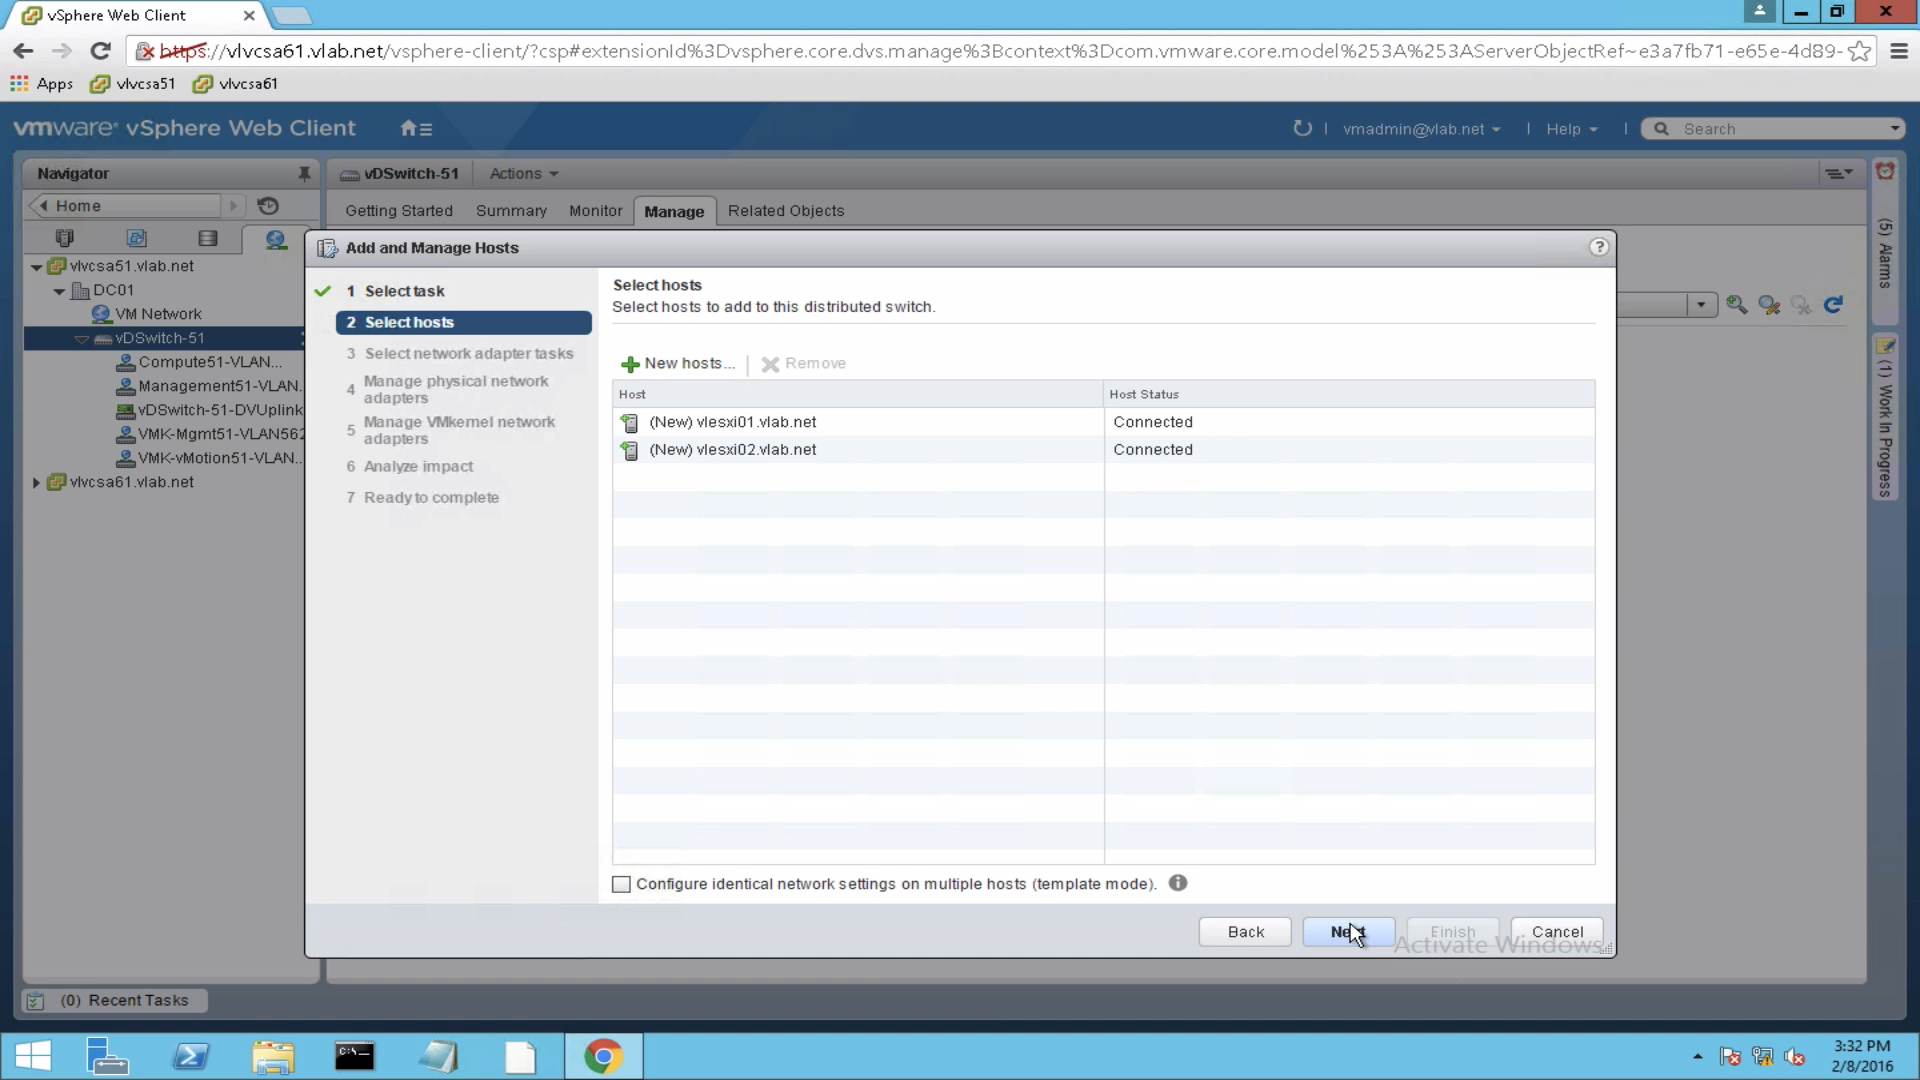 vSphere Web Client
https://vlvcsa61.vlab.net/vsphere-client/?csp#extensionId%3Dvsphere.core.dvs.manage%3Bcontext%3Dcom.vmware.core.model%253A%253AServerObjectRef~e3a7fb71-e65e-4d89-
Apps vlvcsa51 vlvcsa61
vmware® vSphere Web Client
vmadmin@vlab.net
Help
Search
Navigator
Home
vlvcsa51.vlab.net
DC01
VM Network
vDSwitch-51
Compute51-VLAN...
Management51-VLAN.
vDSwitch-51-DVUplink
VMK-Mgmt51-VLAN562
VMK-vMotion51-VLAN...
vlvcsa61.vlab.net
vDSwitch-51 Actions
Getting Started Summary Monitor Manage Related Objects
Add and Manage Hosts
1 Select task
2 Select hosts
3 Select network adapter tasks
4 Manage physical network
adapters
5 Manage VMkernel network
adapters
6 Analyze impact
7 Ready to complete
Select hosts
Select hosts to add to this distributed switch.
New hosts... Remove
Host Host Status
(New) vlesxi01.vlab.net Connected
(New) vlesxi02.vlab.net Connected
Configure identical network settings on multiple hosts (template mode).
Back Next Finish Cancel
Activate Windows
(5) Alarms
(1) Work In Progress
(0) Recent Tasks
3:32 PM
2/8/2016